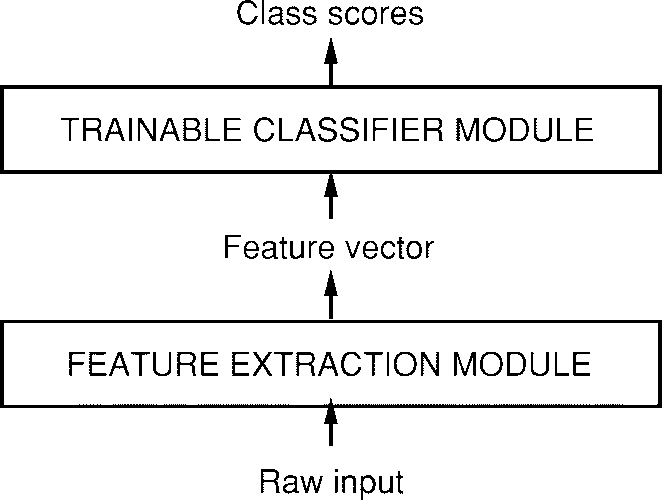 Class scores
TRAINABLE CLASSIFIER MODULE
Feature vector
FEATURE EXTRACTION MODULE
Raw input